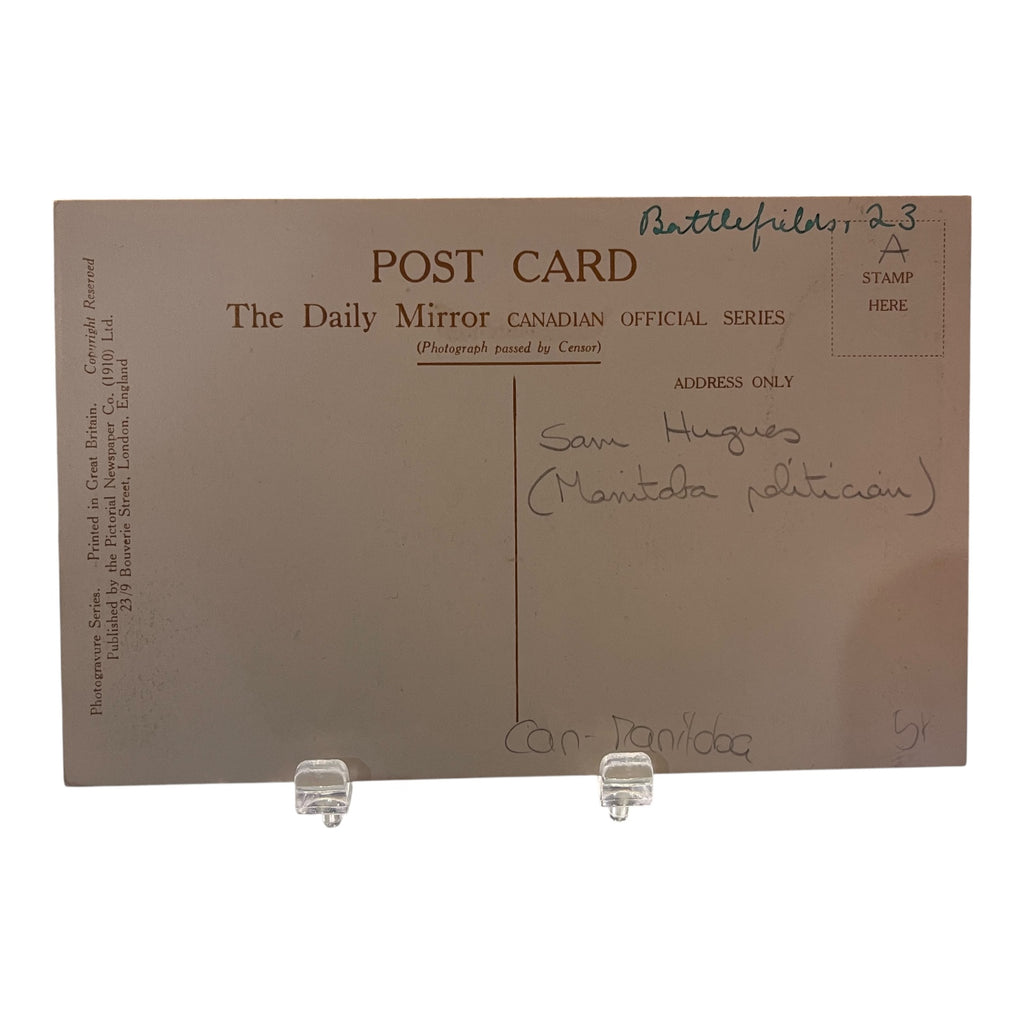 Battlefields, 23
POST CARD
The Daily Mirror CANADIAN OFFICIAL SERIES
(Photograph passed by Censor)
A
STAMP
HERE
ADDRESS ONLY
Sam Hugues
(Manitoba politician)
Can-Manitoba
Photogravure Series. -Printed in Great Britain. Copyright Reserved
Published by the Pictorial Newspaper Co. (1910) Ltd.
23/9 Bouverie Street, London, England